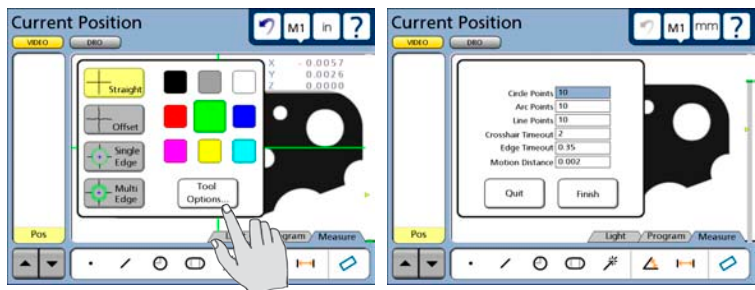 Current Position
M1 in ?
VIDEO DRO
X - 0.0057
Y 0.0026
Z 0.0000
Straight
Offset
Single
Edge
Multi
Edge
Tool
Options...
Pos
gram Measure
Current Position
M1 mm ?
VIDEO DRO
Circle Points 10
Arc Points 10
Line Points 10
Crosshair Timeout 2
Edge Timeout 0.35
Motion Distance 0.002
Quit Finish
Pos
Light Program Measure